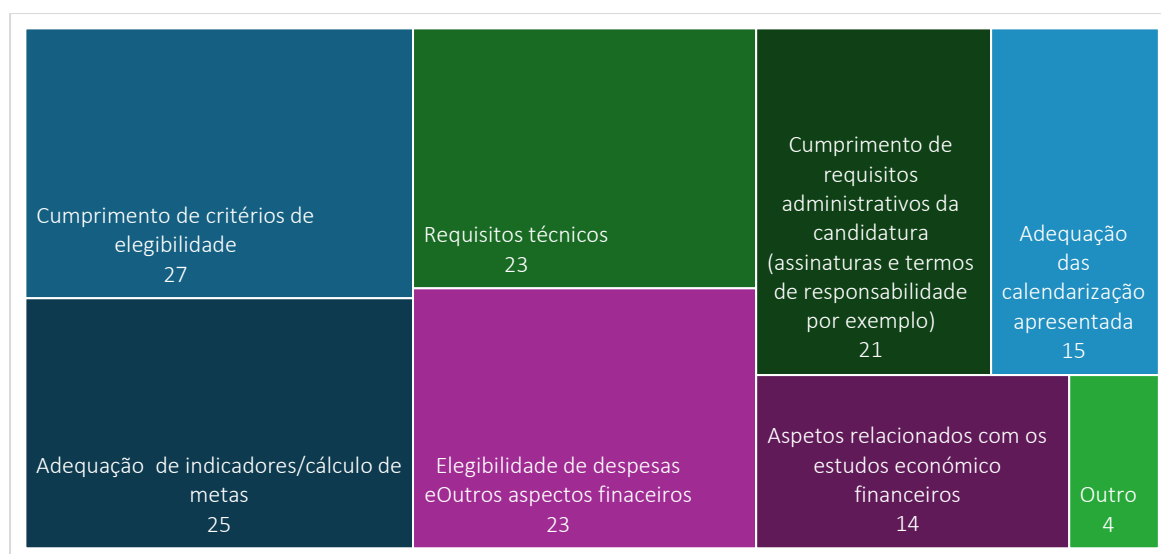 Cumprimento de critérios de
elegibilidade
27
Adequação  de indicadores/cálculo de
metas
25
Requisitos técnicos
23
Elegibilidade de despesas
eOutros aspectos finaceiros
23
Cumprimento de
requisitos
administrativos da
candidatura
(assinaturas e termos
de responsabilidade
por exemplo)
21
Adequação
das
calendarização
apresentada
15
Aspetos relacionados com os
estudos económico
financeiros
14
Outro
4